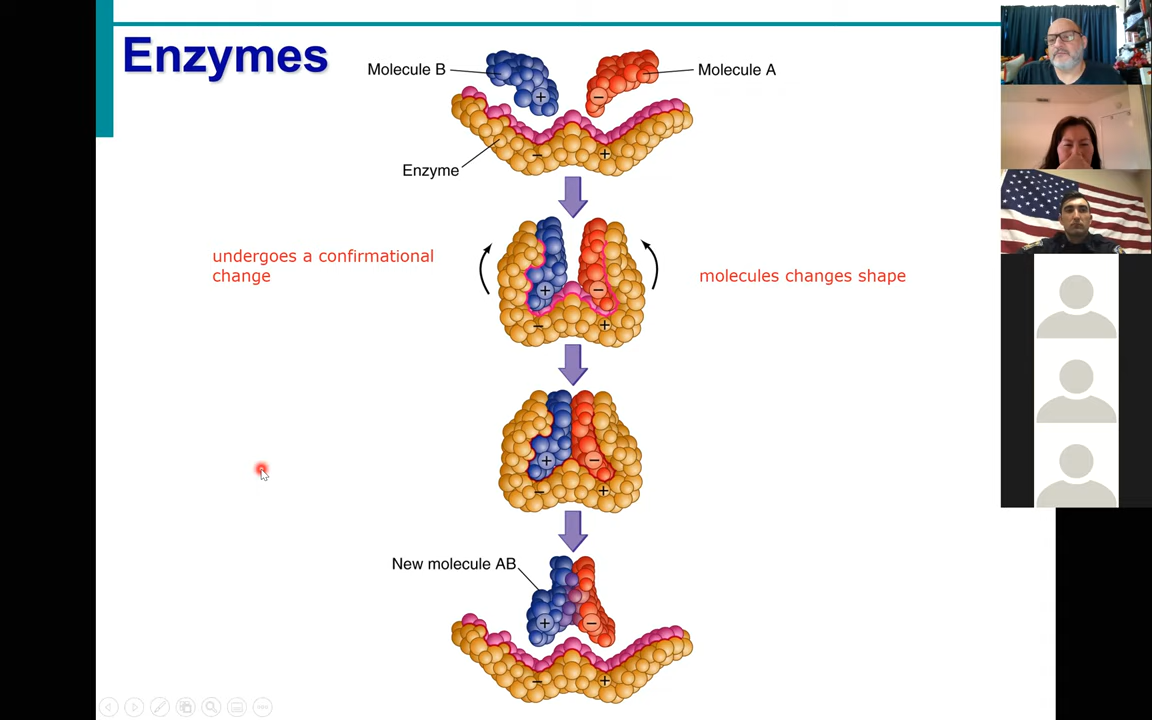 Enzymes
Molecule B
Molecule A
Enzyme
undergoes a confirmational
change
molecules changes shape
New molecule AB